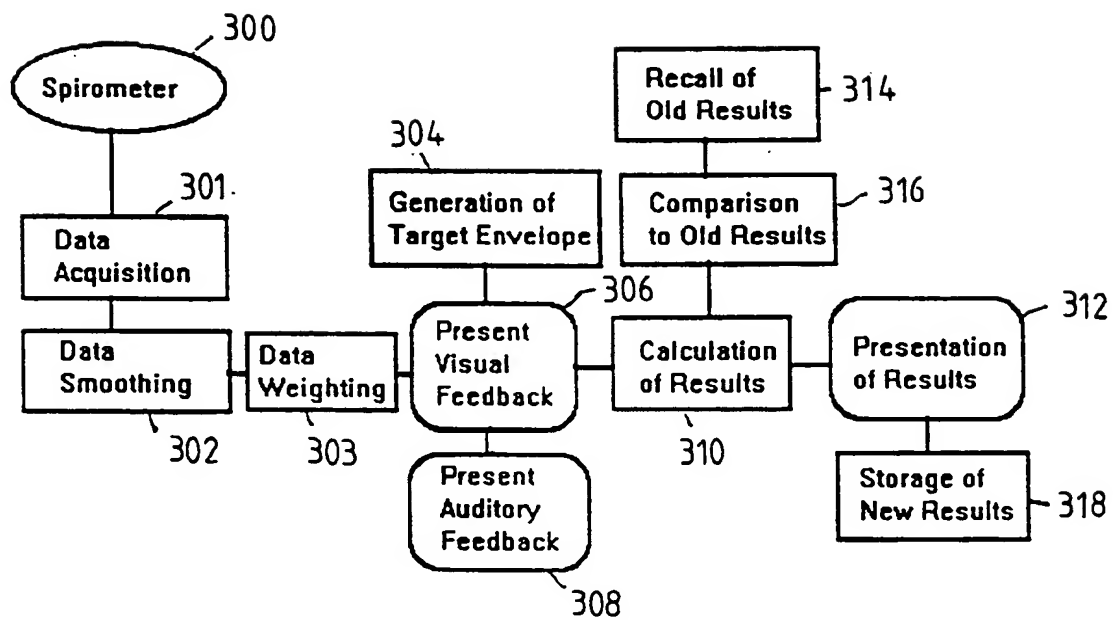 300
Spirometer
301
Data
Acquisition
Data
Smoothing
302
Data
Weighting
303
304
Generation of
Target Envelope
306
Present
Visual
Feedback
Present
Auditory
Feedback
308
Recall of
Old Results
314
Comparison
to Old Results
316
Calculation
of Results
310
312
Presentation
of Results
Storage of
New Results
318